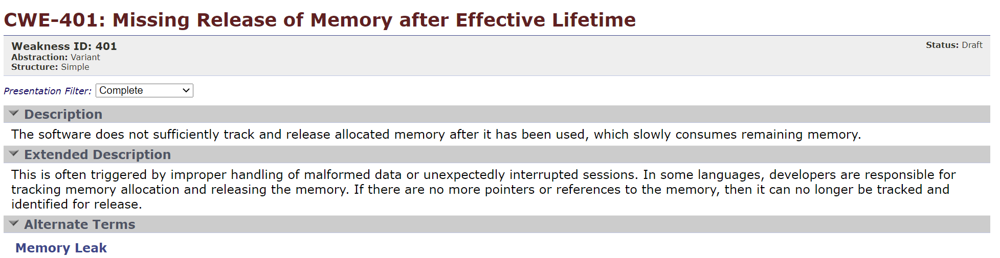 CWE-401: Missing Release of Memory after Effective Lifetime
Weakness ID: 401
Abstraction: Variant
Structure: Simple
Status: Draft
Presentation Filter: Complete
Description
The software does not sufficiently track and release allocated memory after it has been used, which slowly consumes remaining memory.
Extended Description
This is often triggered by improper handling of malformed data or unexpectedly interrupted sessions. In some languages, developers are responsible for
tracking memory allocation and releasing the memory. If there are no more pointers or references to the memory, then it can no longer be tracked and
identified for release.
Alternate Terms
Memory Leak